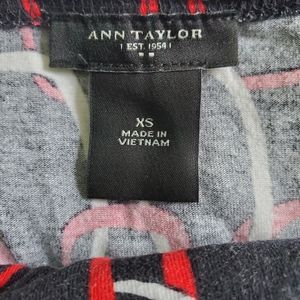 ANN TAYLOR
EST. 1954
XS
MADE IN
VIETNAM